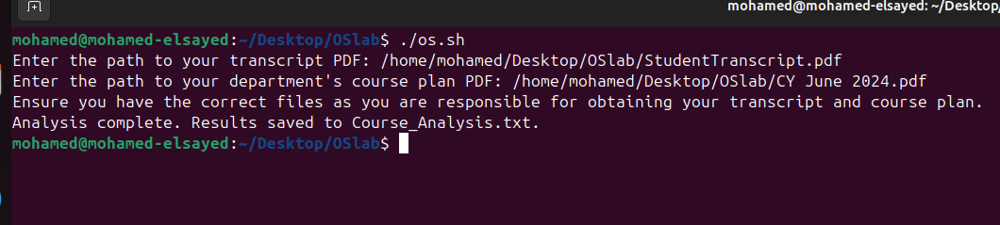 mohamed@mohamed-elsayed: ~/Desktop/
mohamed@mohamed-elsayed:~/Desktop/OSlab$ ./os.sh
Enter the path to your transcript PDF: /home/mohamed/Desktop/OSlab/StudentTranscript.pdf
Enter the path to your department's course plan PDF: /home/mohamed/Desktop/OSlab/CY June 2024.pdf
Ensure you have the correct files as you are responsible for obtaining your transcript and course plan.
Analysis complete. Results saved to Course_Analysis.txt.
mohamed@mohamed-elsayed:~/Desktop/OSlab$